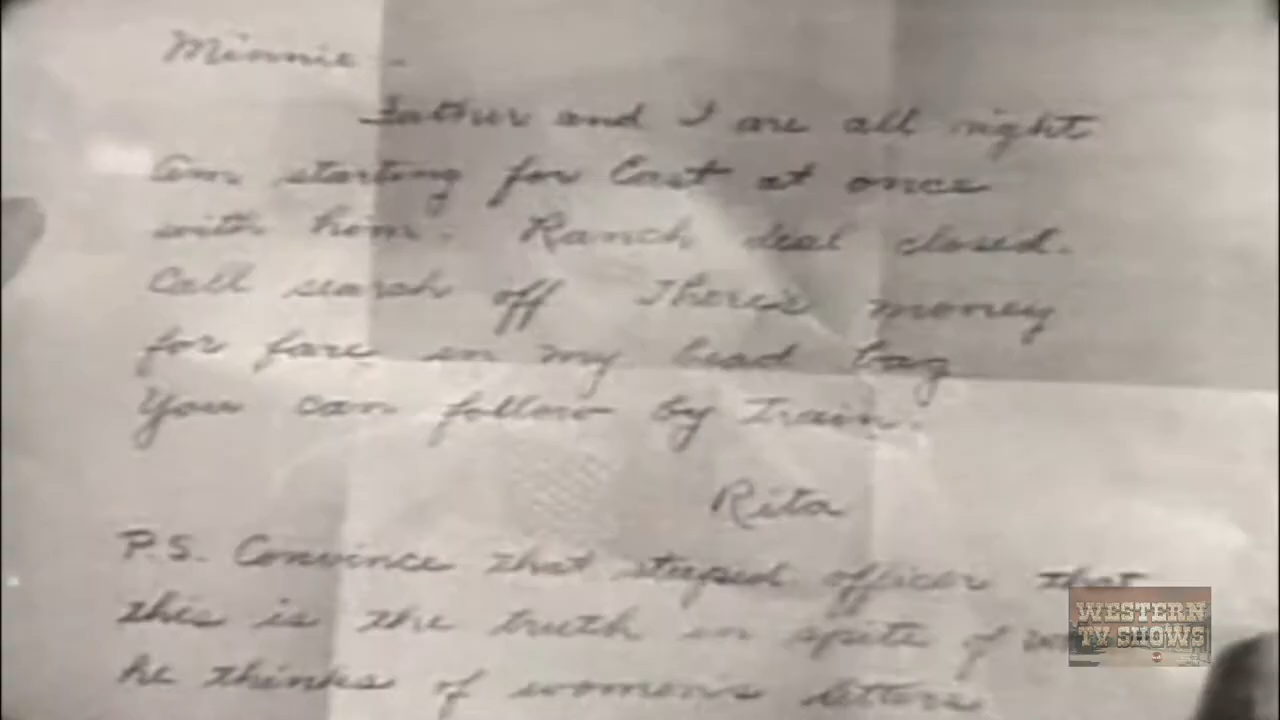 Minnie -
Father and I are all right
Am starting for East at once
with him. Ranch deal closed.
Call search off There's money
for fare in my bead bag
You can follow by Train.
Rita
P.S. Convince that stuped officer that
this is the truth in spite of
he thinks of womens letters
WESTERN
TV SHOWS